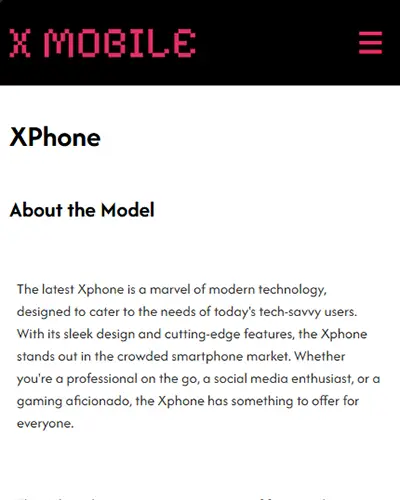 X MOBILE
XPhone
About the Model
The latest Xphone is a marvel of modern technology,
designed to cater to the needs of today's tech-savvy users.
With its sleek design and cutting-edge features, the Xphone
stands out in the crowded smartphone market. Whether
you're a professional on the go, a social media enthusiast, or a
gaming aficionado, the Xphone has something to offer for
everyone.